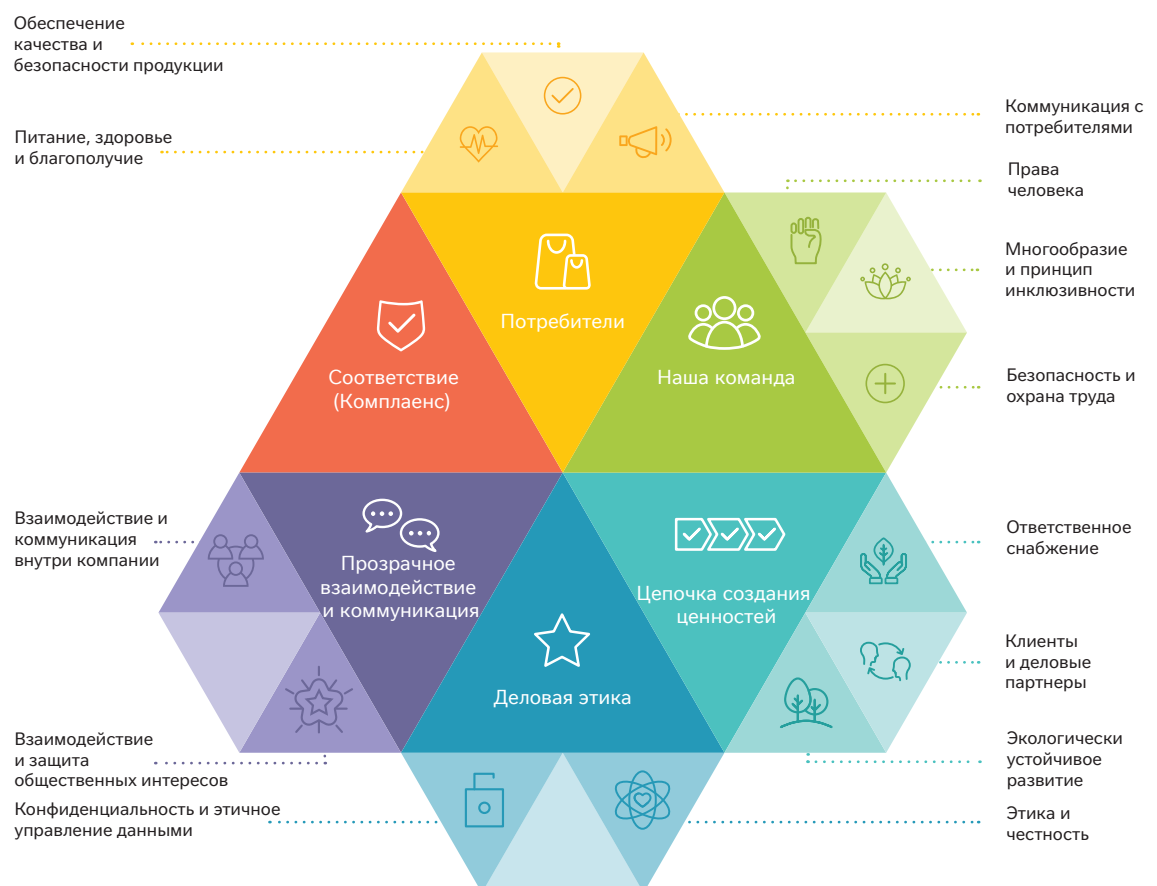 Обеспечение
качества и
безопасности продукции
Питание, здоровье
и благополучие
Коммуникация с
потребителями
Права
человека
Многообразие
и принцип
инклюзивности
Безопасность и
охрана труда
Потребители
Соответствие
(Комплаенс)
Наша команда
Взаимодействие и
коммуникация
внутри компании
Прозрачное
взаимодействие
и коммуникация
Цепочка создания
ценностей
Деловая этика
Ответственное
снабжение
Клиенты
и деловые
партнеры
Экологически
устойчивое
развитие
Этика и
честность
Взаимодействие
и защита
общественных интересов
Конфиденциальность и этичное
управление данными